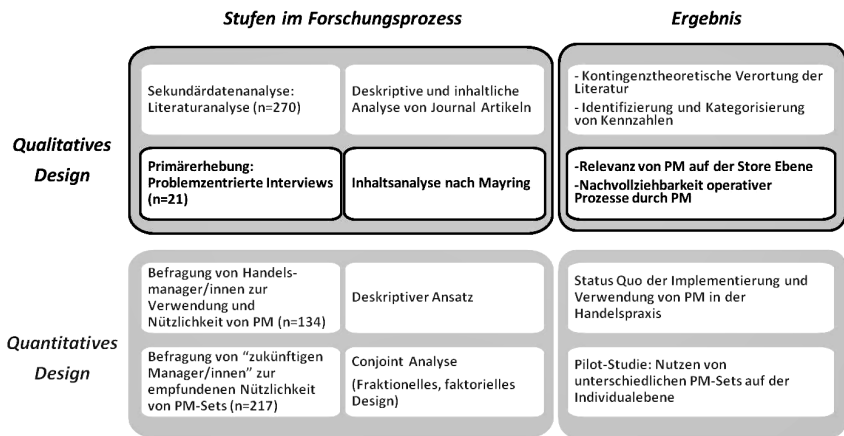 Stufen im Forschungsprozess
Ergebnis
Qualitatives
Design
Sekundärdatenanalyse:
Literaturanalyse (n=270)
Deskriptive und inhaltliche
Analyse von Journal Artikeln
- Kontingenztheoretische Verortung der
Literatur
- Identifizierung und Kategorisierung
von Kennzahlen
Primärerhebung:
Problemzentrierte Interviews
(n=21)
Inhaltsanalyse nach Mayring
-Relevanz von PM auf der Store Ebene
-Nachvollziehbarkeit operativer
Prozesse durch PM
Quantitatives
Design
Befragung von Handels-
manager/innen zur
Verwendung und
Nützlichkeit von PM (n=134)
Deskriptiver Ansatz
Status Quo der Implementierung und
Verwendung von PM in der
Handelspraxis
Befragung von "zukünftigen
Manager/innen" zur
empfundenen Nützlichkeit
von PM-Sets (n=217)
Conjoint Analyse
(Fraktionelles, faktorielles
Design)
Pilot-Studie: Nutzen von
unterschiedlichen PM-Sets auf der
Individualebene